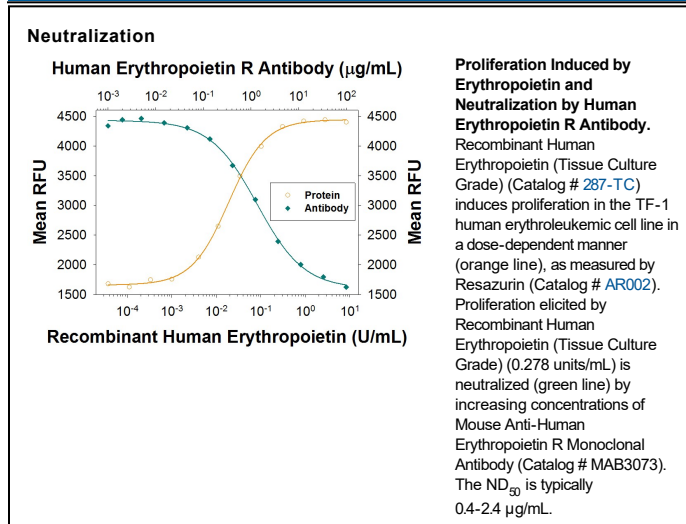 Neutralization
Human Erythropoietin R Antibody (μg/mL)
10⁻³ 10⁻² 10⁻¹ 10⁰ 10¹ 10²
4500 4500
4000 4000
3500 3500
3000 3000
2500 2500
2000 2000
1500 1500
Mean RFU
Mean RFU
Protein
Antibody
10⁻⁴ 10⁻³ 10⁻² 10⁻¹ 10⁰ 10¹
Recombinant Human Erythropoietin (U/mL)
Proliferation Induced by
Erythropoietin and
Neutralization by Human
Erythropoietin R Antibody.
Recombinant Human
Erythropoietin (Tissue Culture
Grade) (Catalog # 287-TC)
induces proliferation in the TF-1
human erythroleukemic cell line in
a dose-dependent manner
(orange line), as measured by
Resazurin (Catalog # AR002).
Proliferation elicited by
Recombinant Human
Erythropoietin (Tissue Culture
Grade) (0.278 units/mL) is
neutralized (green line) by
increasing concentrations of
Mouse Anti-Human
Erythropoietin R Monoclonal
Antibody (Catalog # MAB3073).
The ND₅₀ is typically
0.4-2.4 μg/mL.